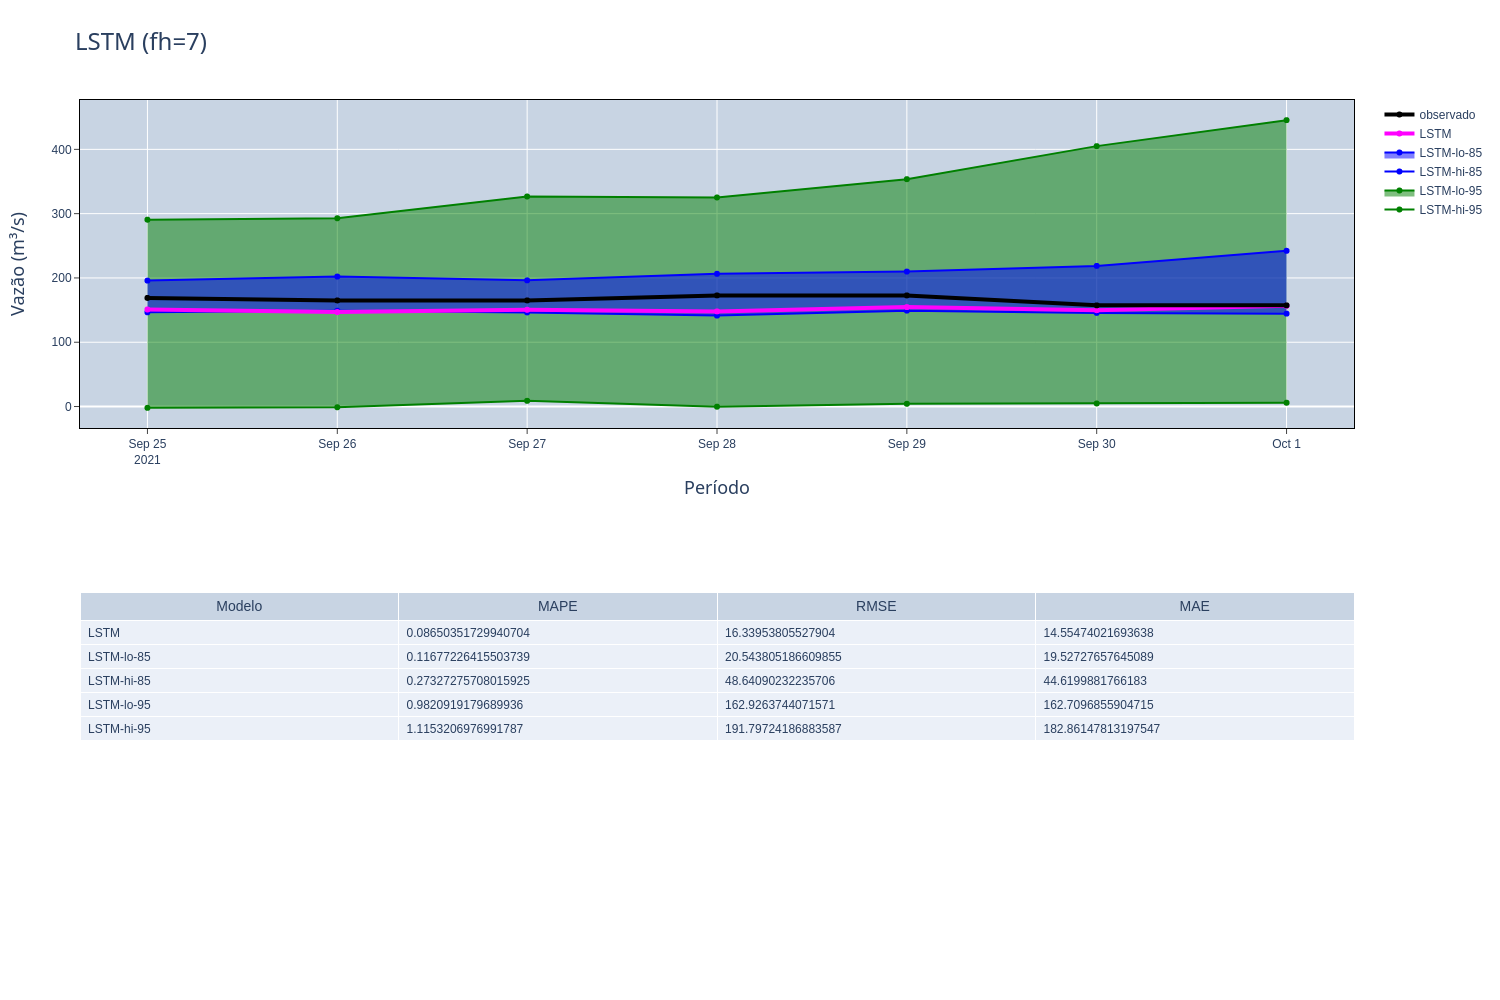 LSTM (fh=7)
observado
LSTM
LSTM-lo-85
LSTM-hi-85
LSTM-lo-95
LSTM-hi-95
Vazão (m³/s)
400
300
200
100
0
Sep 25
2021
Sep 26
Sep 27
Sep 28
Sep 29
Sep 30
Oct 1
Período
Modelo MAPE RMSE MAE
LSTM 0.08650351729940704 16.33953805527904 14.55474021693638
LSTM-lo-85 0.11677226415503739 20.543805186609855 19.52727657645089
LSTM-hi-85 0.27327275708015925 48.64090232235706 44.6199881766183
LSTM-lo-95 0.9820919179689936 162.9263744071571 162.7096855904715
LSTM-hi-95 1.1153206976991787 191.79724186883587 182.86147813197547